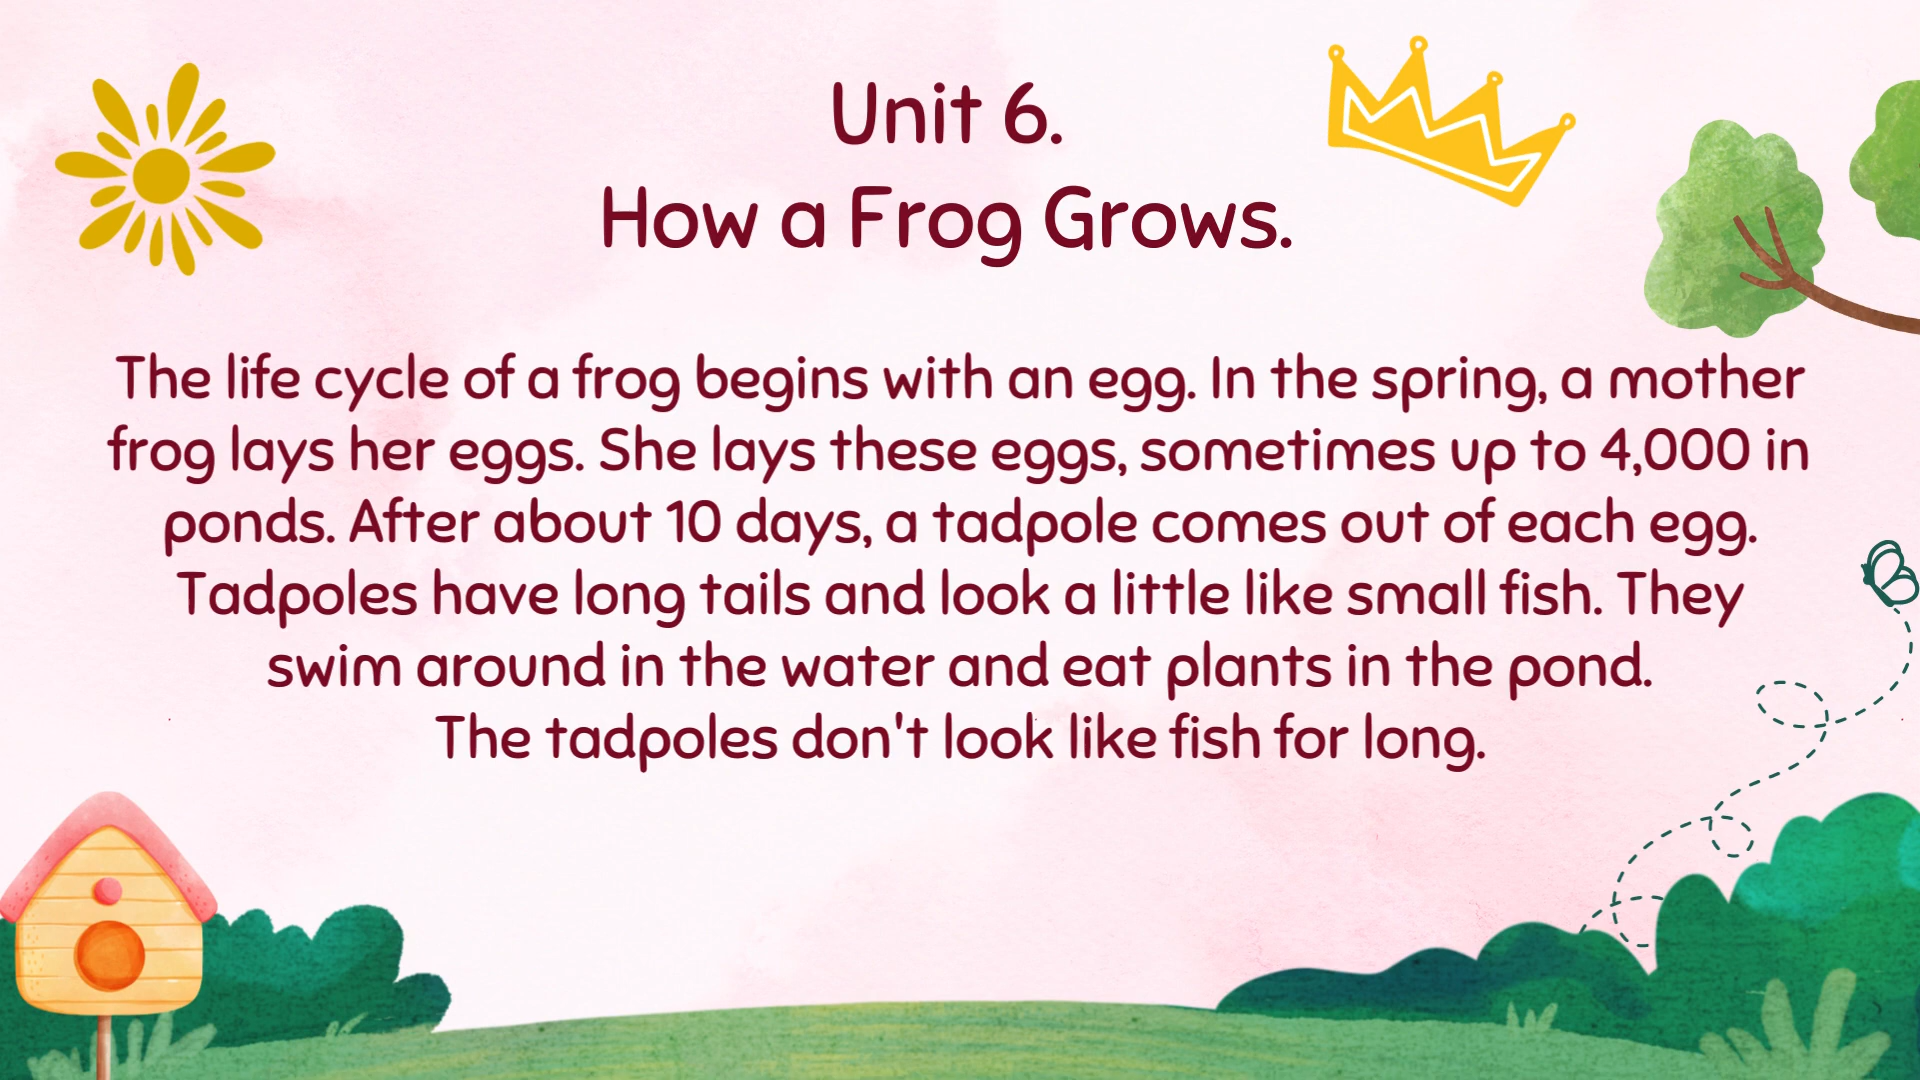 Unit 6.
How a Frog Grows.
The life cycle of a frog begins with an egg. In the spring, a mother
frog lays her eggs. She lays these eggs, sometimes up to 4,000 in
ponds. After about 10 days, a tadpole comes out of each egg.
Tadpoles have long tails and look a little like small fish. They
swim around in the water and eat plants in the pond.
The tadpoles don't look like fish for long.